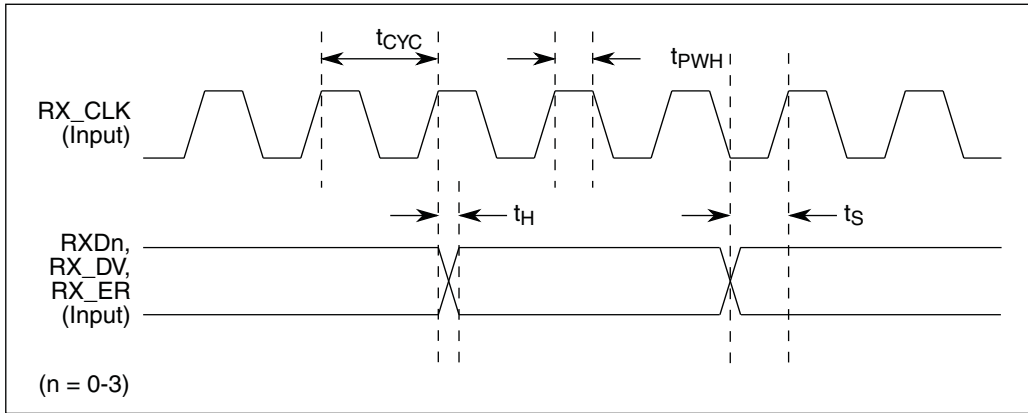 tCYC
tPWH
RX_CLK
(Input)
tH
tS
RXDn,
RX_DV,
RX_ER
(Input)
(n = 0-3)